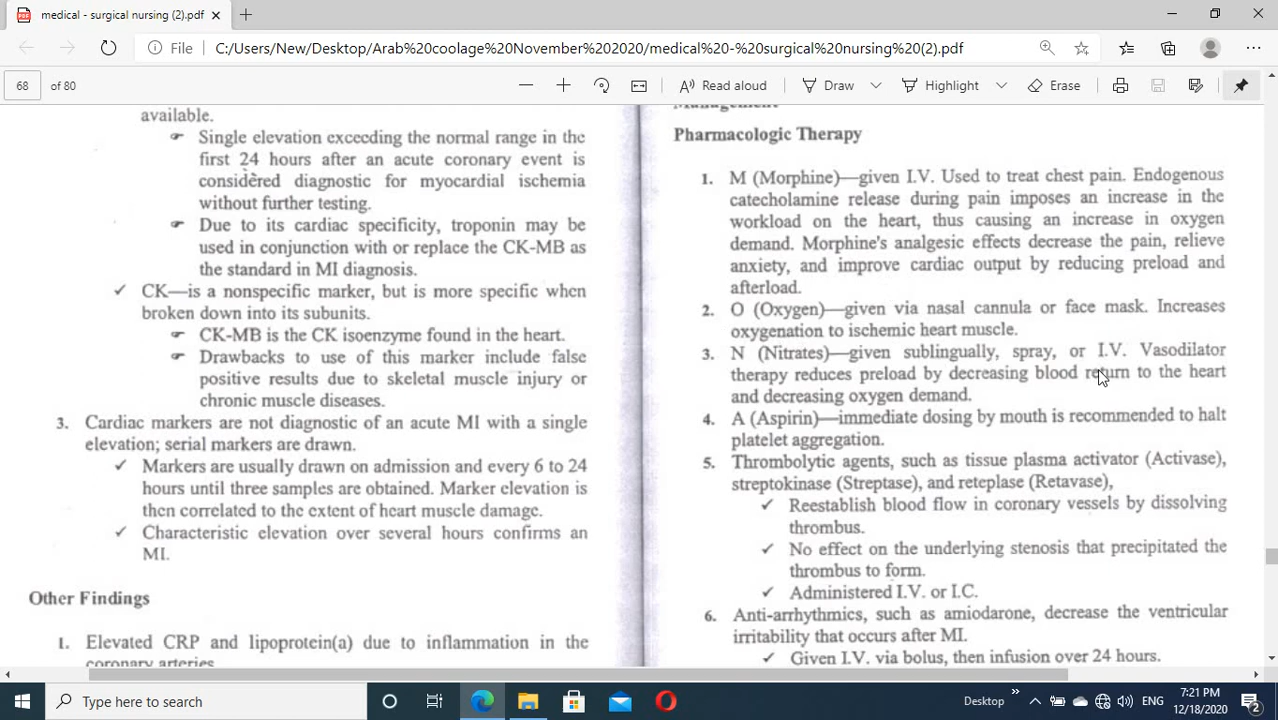 medical - surgical nursing (2).pdf
File
C:/Users/New/Desktop/Arab%20coolage%20November%202020/medical%20-%20surgical%20nursing%20(2).pdf
68 of 80
Read aloud
Draw
Highlight
Erase
available.
Single elevation exceeding the normal range in the
first 24 hours after an acute coronary event is
considered diagnostic for myocardial ischemia
without further testing.
Due to its cardiac specificity, troponin may be
used in conjunction with or replace the CK-MB as
the standard in MI diagnosis.
✓ CK—is a nonspecific marker, but is more specific when
broken down into its subunits.
CK-MB is the CK isoenzyme found in the heart.
Drawbacks to use of this marker include false
positive results due to skeletal muscle injury or
chronic muscle diseases.
3. Cardiac markers are not diagnostic of an acute MI with a single
elevation; serial markers are drawn.
✓ Markers are usually drawn on admission and every 6 to 24
hours until three samples are obtained. Marker elevation is
then correlated to the extent of heart muscle damage.
✓ Characteristic elevation over several hours confirms an
MI.
Other Findings
1. Elevated CRP and lipoprotein(a) due to inflammation in the
coronary arteries
Management
Pharmacologic Therapy
1. M (Morphine)—given I.V. Used to treat chest pain. Endogenous
catecholamine release during pain imposes an increase in the
workload on the heart, thus causing an increase in oxygen
demand. Morphine's analgesic effects decrease the pain, relieve
anxiety, and improve cardiac output by reducing preload and
afterload.
2. O (Oxygen)—given via nasal cannula or face mask. Increases
oxygenation to ischemic heart muscle.
3. N (Nitrates)—given sublingually, spray, or I.V. Vasodilator
therapy reduces preload by decreasing blood return to the heart
and decreasing oxygen demand.
4. A (Aspirin)—immediate dosing by mouth is recommended to halt
platelet aggregation.
5. Thrombolytic agents, such as tissue plasma activator (Activase),
streptokinase (Streptase), and reteplase (Retavase),
✓ Reestablish blood flow in coronary vessels by dissolving
thrombus.
✓ No effect on the underlying stenosis that precipitated the
thrombus to form.
✓ Administered I.V. or I.C.
6. Anti-arrhythmics, such as amiodarone, decrease the ventricular
irritability that occurs after MI.
✓ Given I.V. via bolus, then infusion over 24 hours.
Type here to search
Desktop
ENG
7:21 PM
12/18/2020
2